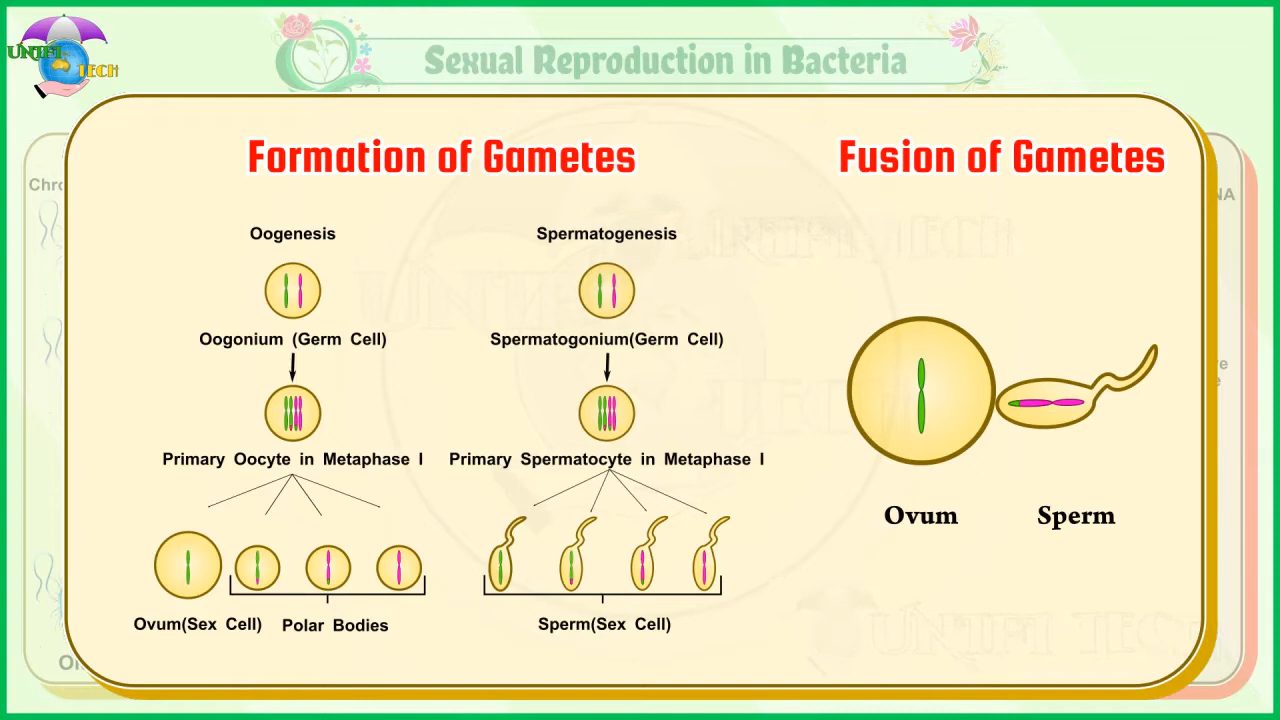 UNIFI
TECH
Sexual Reproduction in Bacteria
Formation of Gametes
Fusion of Gametes
Oogenesis
Spermatogenesis
Oogonium (Germ Cell)
Spermatogonium(Germ Cell)
Primary Oocyte in Metaphase I
Primary Spermatocyte in Metaphase I
Ovum
Sperm
Ovum(Sex Cell)
Polar Bodies
Sperm(Sex Cell)